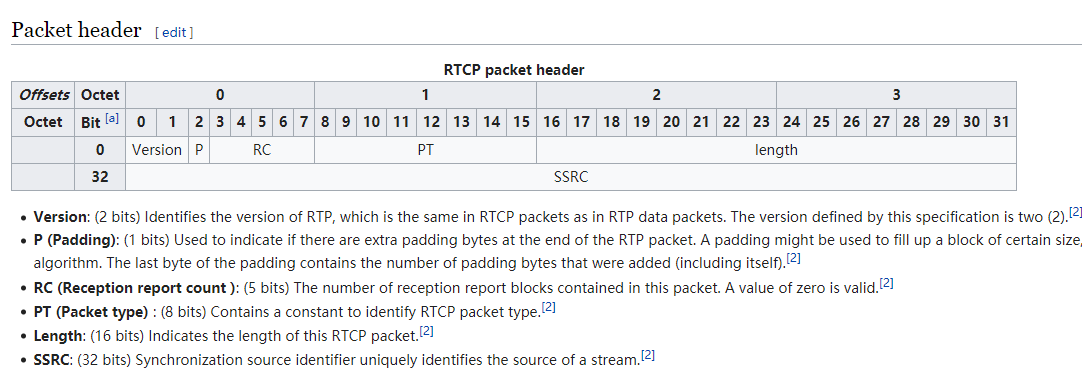 Packet header [ edit ]
RTCP packet header
Offsets Octet 0 1 2 3
Octet Bit [a] 0 1 2 3 4 5 6 7 8 9 10 11 12 13 14 15 16 17 18 19 20 21 22 23 24 25 26 27 28 29 30 31
0 Version P RC PT length
32 SSRC
• Version: (2 bits) Identifies the version of RTP, which is the same in RTCP packets as in RTP data packets. The version defined by this specification is two (2).[2]
• P (Padding): (1 bits) Used to indicate if there are extra padding bytes at the end of the RTP packet. A padding might be used to fill up a block of certain size,
algorithm. The last byte of the padding contains the number of padding bytes that were added (including itself).[2]
• RC (Reception report count ): (5 bits) The number of reception report blocks contained in this packet. A value of zero is valid.[2]
• PT (Packet type) : (8 bits) Contains a constant to identify RTCP packet type.[2]
• Length: (16 bits) Indicates the length of this RTCP packet.[2]
• SSRC: (32 bits) Synchronization source identifier uniquely identifies the source of a stream.[2]